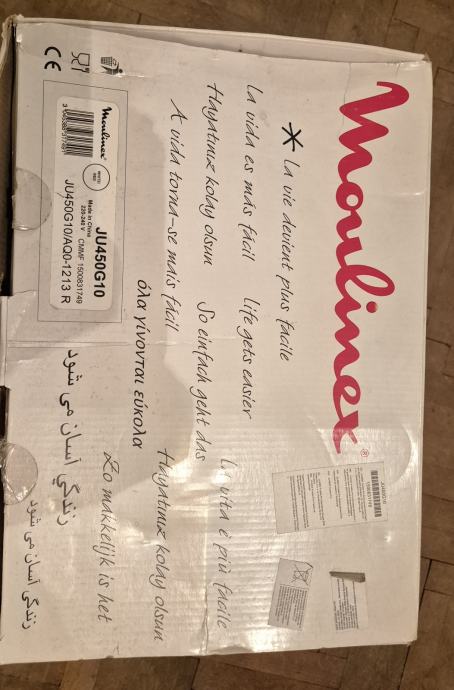 Moulinex®
* la vie devient plus facile
la vida es más fácil
life gets easier
La vita è più facile
Hayatınız kolay olsun
So einfach geht das
Hayatınız kolay olsun
A vida torna-se mais fácil
όλα γίνονται εύκολα
Zo makkelijk is het
زندگی آسان می شود
زندگی آسان می شود
CE
Moulinex
JU450G10
Made in China
220-240 V CMMF 1500831749
JU450G10/AQ0-1213 R